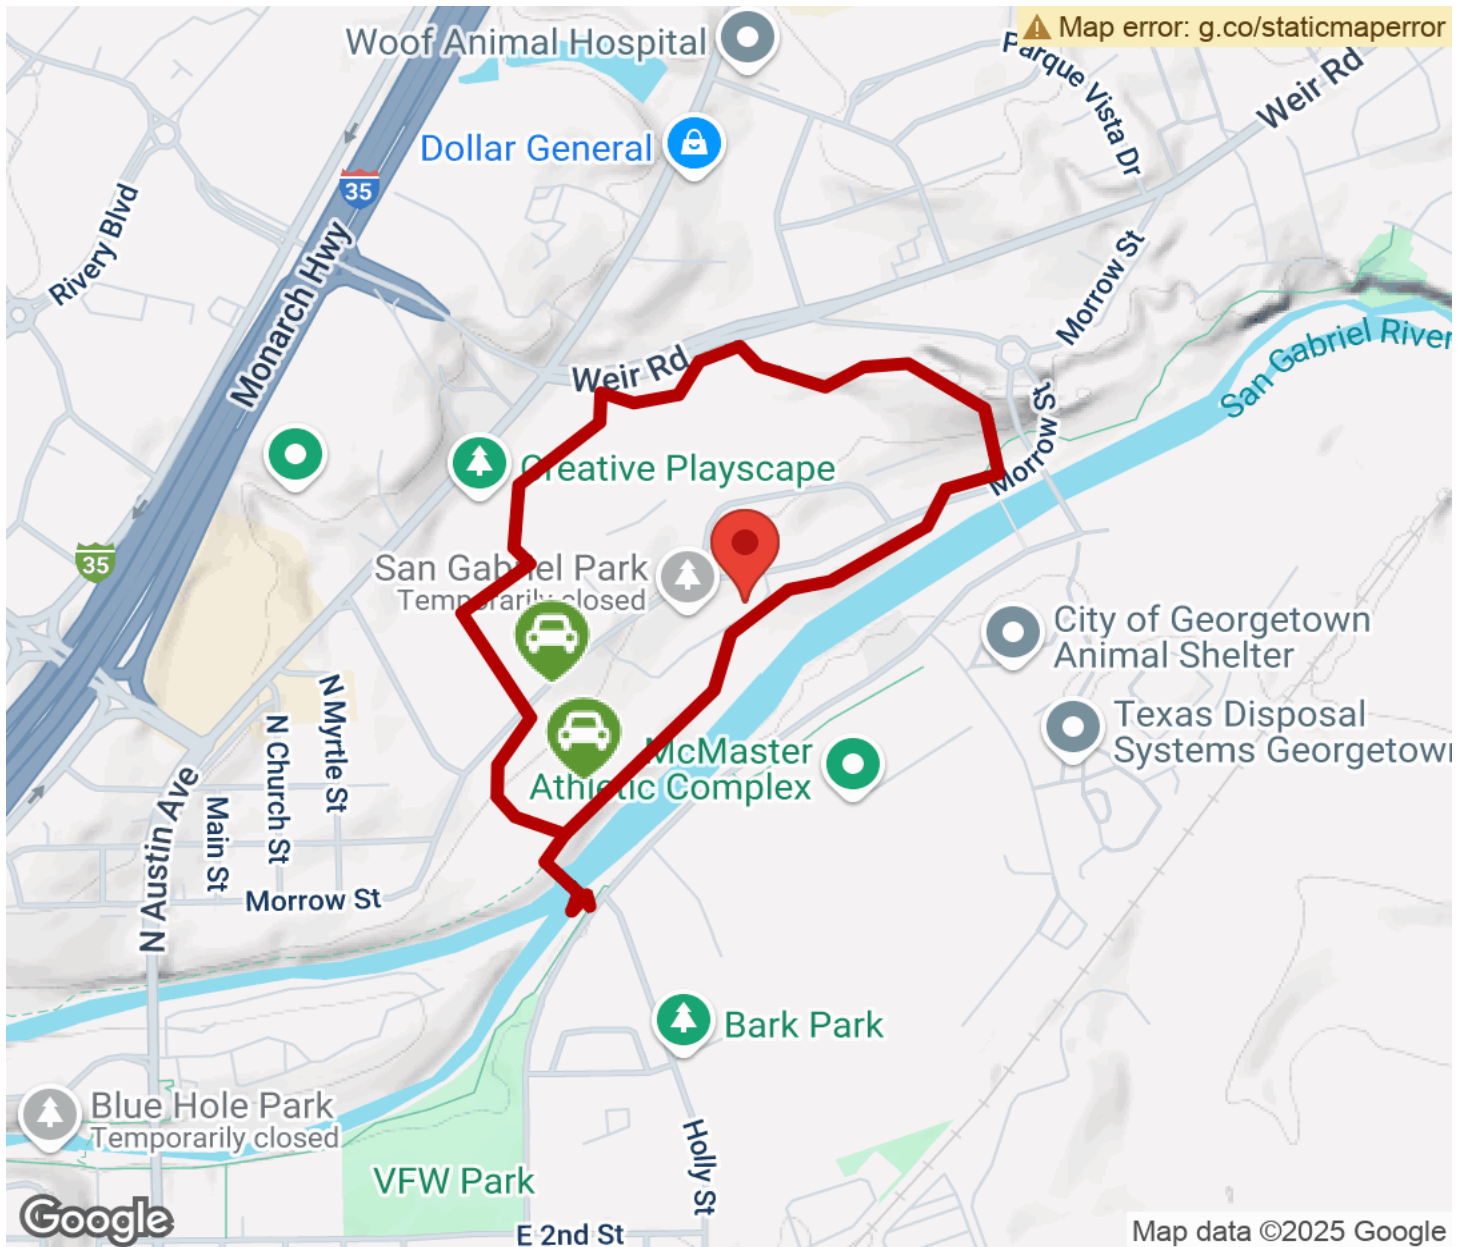 Map error: g.co/staticmaperror
Woof Animal Hospital
Parque Vista Dr
Weir Rd
Dollar General
35
Rivery Blvd
Monarch Hwy
Morrow St
San Gabriel River
Weir Rd
Morrow St
Creative Playscape
Morrow
35
San Gabriel Park
Temporarily closed
City of Georgetown
Animal Shelter
N Myrtle St
N Church St
Main St
N Austin Ave
McMaster
Athletic Complex
Texas Disposal
Systems Georgetown
Morrow St
Bark Park
Blue Hole Park
Temporarily closed
VFW Park
Holly St
E 2nd St
Google
Map data ©2025 Google